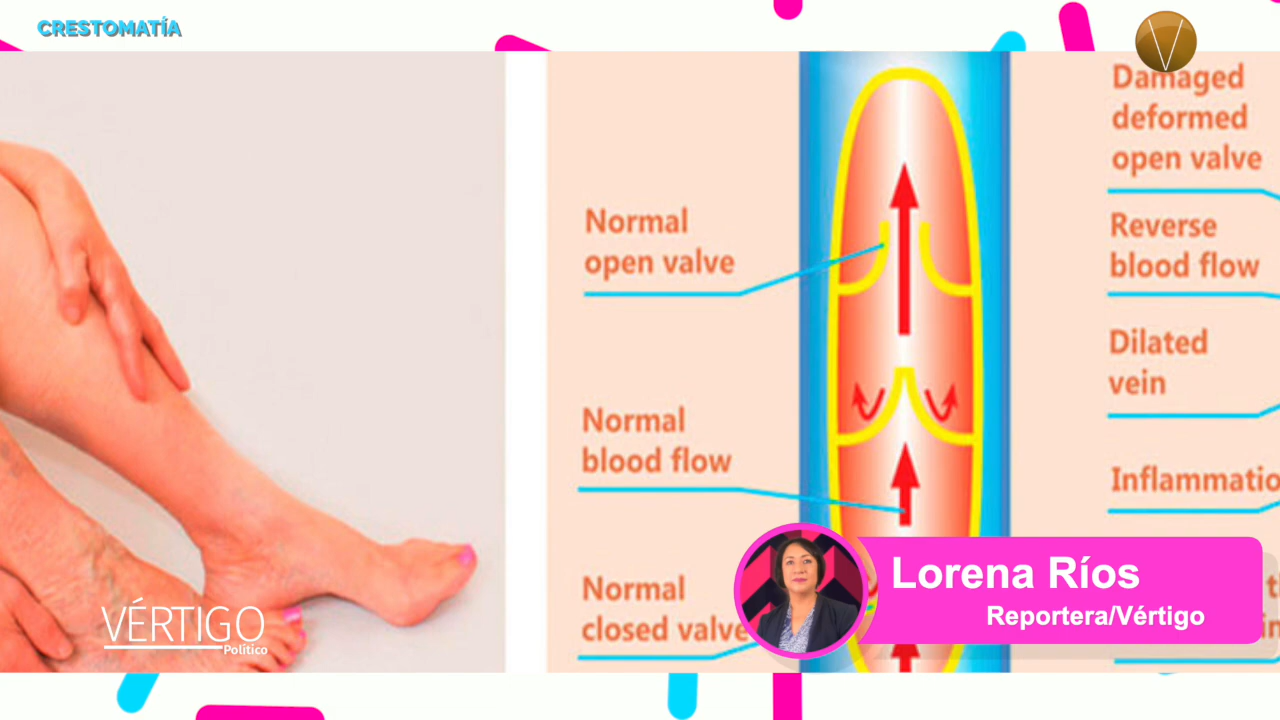 CRESTOMATÍA
Normal
open valve
Normal
blood flow
Normal
closed valve
Damaged
deformed
open valve
Reverse
blood flow
Dilated
vein
VÉRTIGO
Político
Lorena Ríos
Reportera/Vértigo